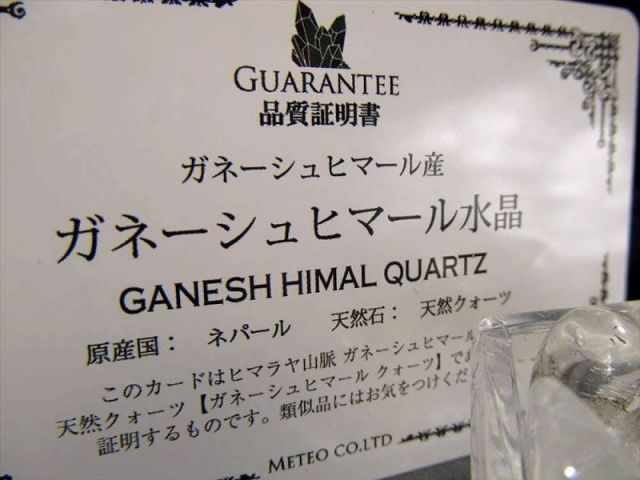 GUARANTEE
品質証明書
ガネーシュヒマール産
ガネーシュヒマール水晶
GANESH HIMAL QUARTZ
原産国： ネパール 天然石： 天然クォーツ
このカードはヒマラヤ山脈 ガネーシュヒマール
天然クォーツ【ガネーシュヒマール クォーツ】であ
証明するものです。類似品にはお気をつけくだ
METEO CO.LTD